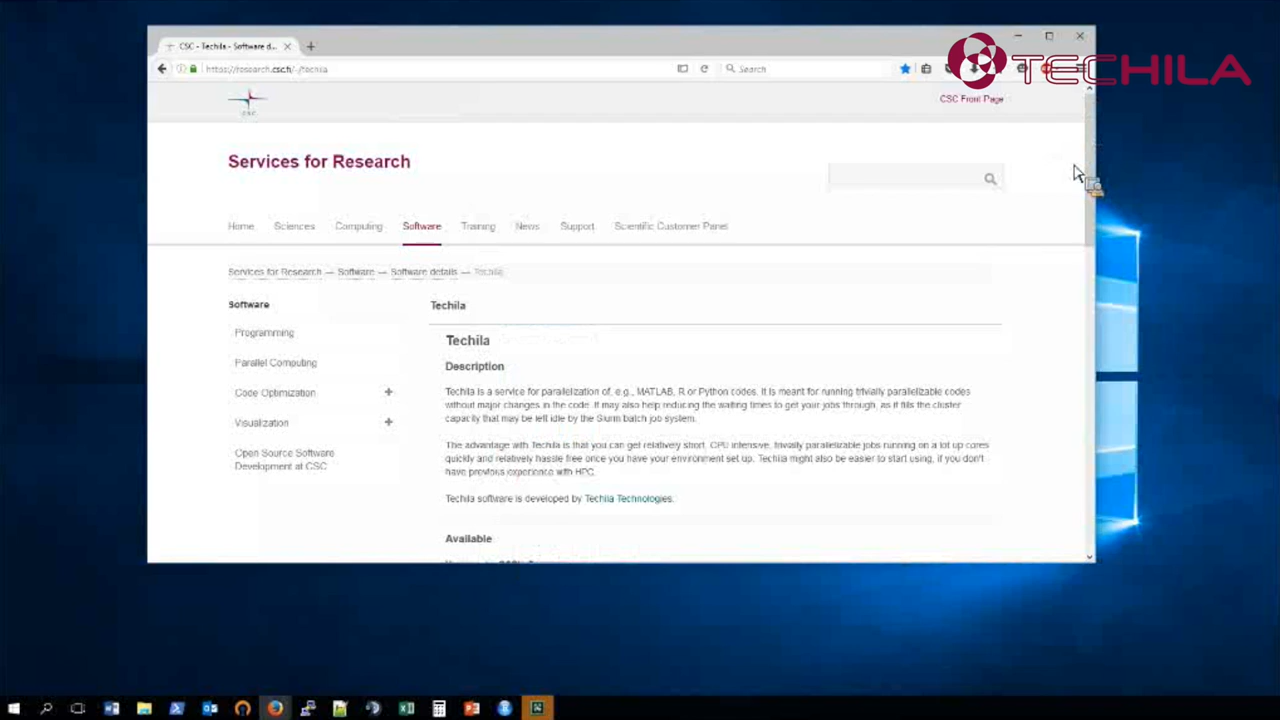 CSC - Techila - Software d...
TECHILA
https://research.csc.fi/-/techila
Search
CSC Front Page
CSC
Services for Research
Home Sciences Computing Software Training News Support Scientific Customer Panel
Services for Research — Software — Software details — Techila
Software
Programming
Parallel Computing
Code Optimization
Visualization
Open Source Software
Development at CSC
Techila
Techila
Description
Techila is a service for parallelization of, e.g., MATLAB, R or Python codes. It is meant for running trivially parallelizable codes
without major changes in the code. It may also help reducing the waiting times to get your jobs through, as it fills the cluster
capacity that may be left idle by the Slurm batch job system.
The advantage with Techila is that you can get relatively short, CPU intensive, trivially parallelizable jobs running on a lot up cores
quickly and relatively hassle free once you have your environment set up. Techila might also be easier to start using, if you don't
have previous experience with HPC.
Techila software is developed by Techila Technologies.
Available